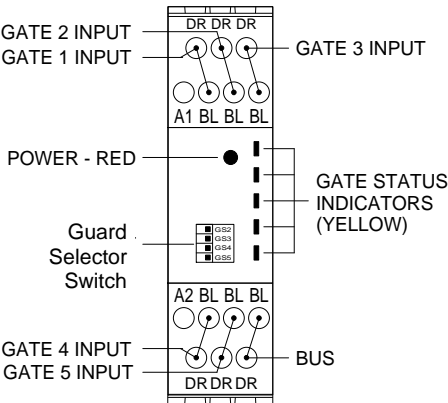 DR DR DR
GATE 2 INPUT
GATE 1 INPUT
GATE 3 INPUT
A1 BL BL BL
POWER - RED
GATE STATUS
INDICATORS
(YELLOW)
Guard
Selector
Switch
GS2
GS3
GS4
GS5
A2 BL BL BL
GATE 4 INPUT
GATE 5 INPUT
BUS
DR DR DR